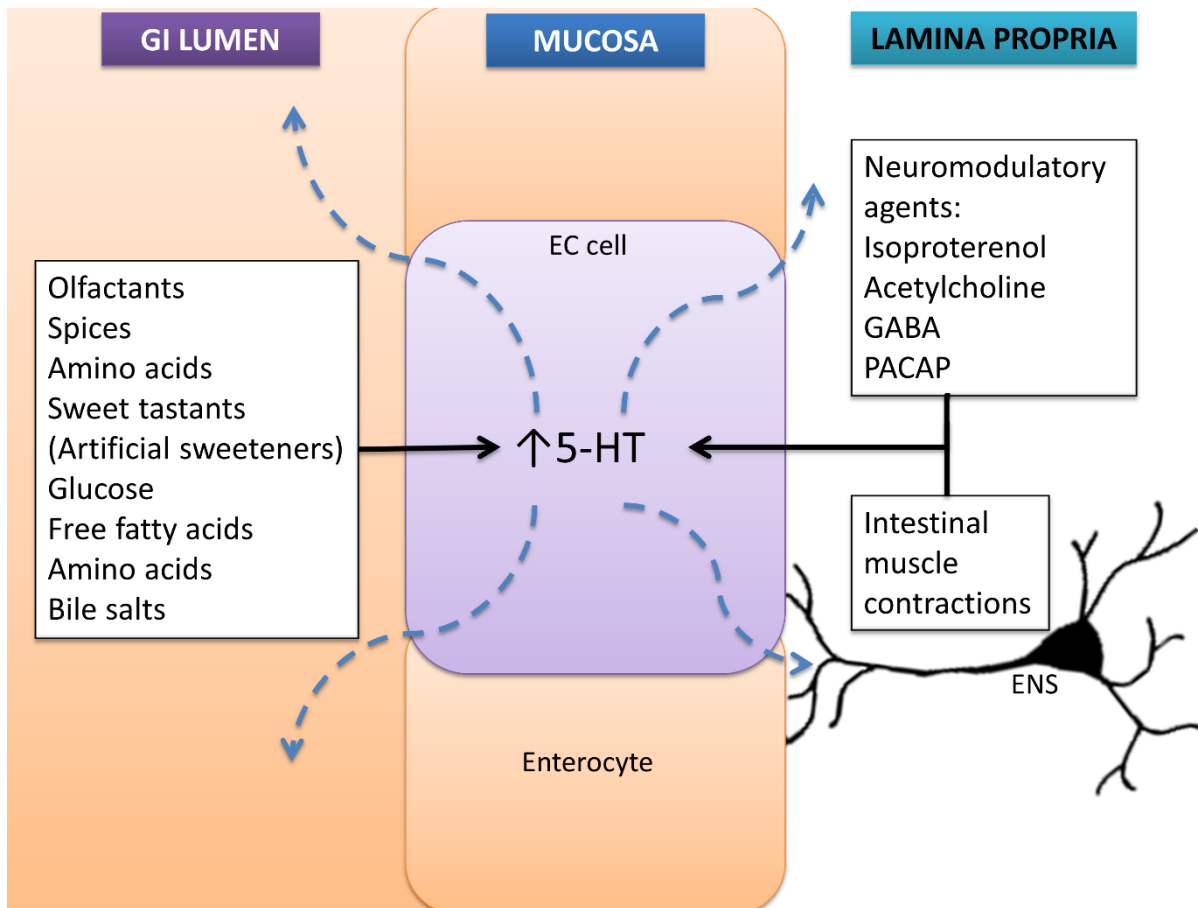 GI LUMEN
MUCOSA
LAMINA PROPRIA
Olfactants
Spices
Amino acids
Sweet tastants
(Artificial sweeteners)
Glucose
Free fatty acids
Amino acids
Bile salts
EC cell
↑5-HT
Enterocyte
Neuromodulatory
agents:
Isoproterenol
Acetylcholine
GABA
PACAP
Intestinal
muscle
contractions
ENS